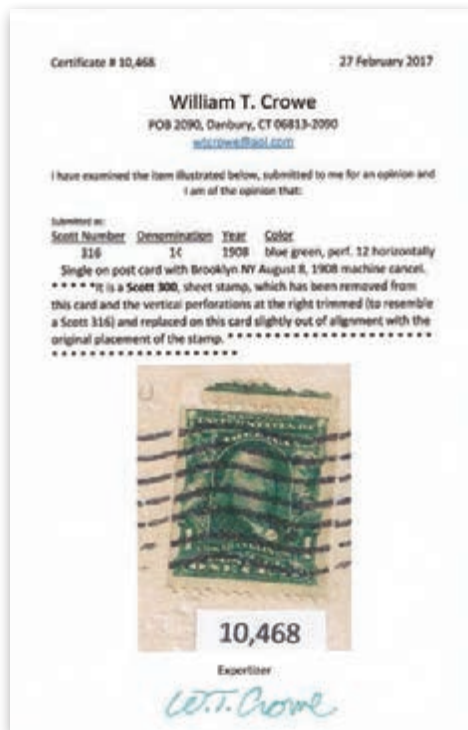 Certificate # 10,468 27 February 2017
William T. Crowe
POB 2090, Danbury, CT 06813-2090
wtcrowe@aol.com
I have examined the item illustrated below, submitted to me for an opinion and
I am of the opinion that:
Submitted as:
Scott Number Denomination Year Color
316 1¢ 1908 blue green, perf. 12 horizontally
Single on post card with Brooklyn NY August 8, 1908 machine cancel.
* * * * *It is a Scott 300, sheet stamp, which has been removed from
this card and the vertical perforations at the right trimmed (to resemble
a Scott 316) and replaced on this card slightly out of alignment with the
original placement of the stamp. * * * * * * * * * * * * * * * * * * * *
* * * * * * * * * * * * * * * * * * * *
10,468
Expertizer
W.T. Crowe